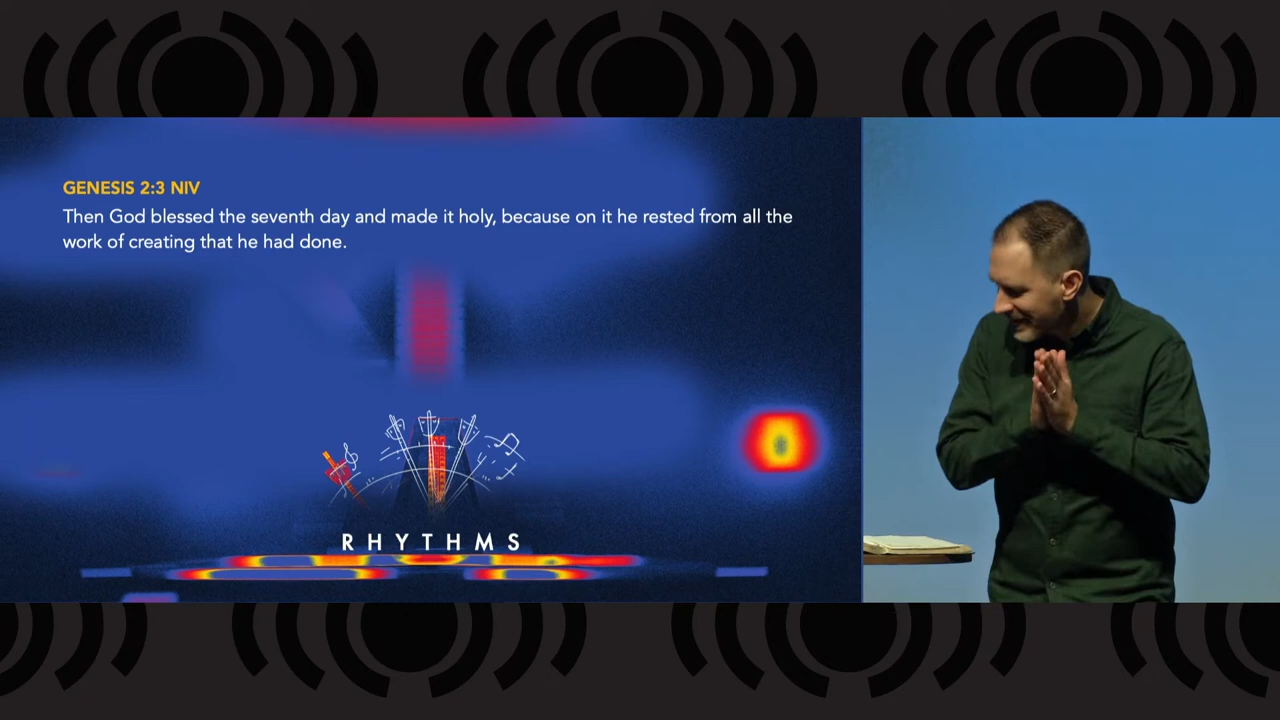 GENESIS 2:3 NIV
Then God blessed the seventh day and made it holy, because on it he rested from all the
work of creating that he had done.
RHYTHMS